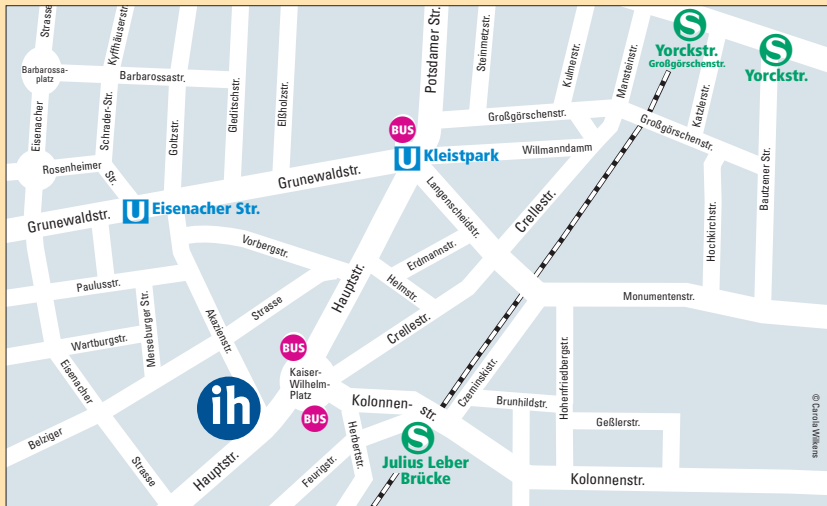 Strasse
Kyffhäuserstr.
Potsdamer Str.
Steinmetzstr.
S
Yorckstr.
Großgörschenstr.
S
Yorckstr.
Barbarossa-
platz
Barbarossastr.
Gleditschstr.
Elßholzstr.
Kulmerstr.
Mansteinstr.
Katzlerstr.
Eisenacher
Schrader-Str.
Goltzstr.
BUS
Großgörschenstr.
Großgörschenstr.
Rosenheimer
Str.
U Kleistpark
Willmanndamm
Grunewaldstr.
Langenscheidtstr.
Crellestr.
Hochkirchstr.
Bautzener Str.
Grunewaldstr.
U Eisenacher Str.
Vorbergstr.
Erdmannstr.
Hauptstr.
Helmstr.
Paulusstr.
Merseburger Str.
Akazienstr.
Strasse
Monumentenstr.
Wartburgstr.
Crellestr.
Hohenfriedbergstr.
BUS
Eisenacher
Kaiser-
Wilhelm-
Platz
Czeminskistr.
ih
Kolonnen-
str.
Brunhildstr.
BUS
Geßlerstr.
Belziger
Herbertstr.
S
Julius Leber
Brücke
Strasse
Hauptstr.
Feurigstr.
Kolonnenstr.
© Carola Wilkens